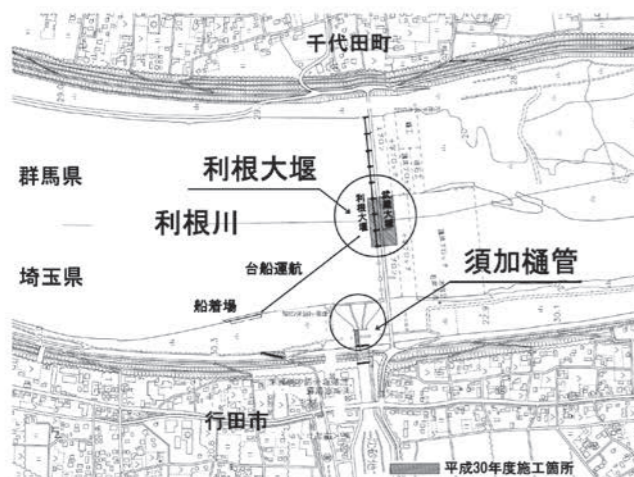 千代田町
群馬県
利根大堰
利根川
利根大堰
武蔵大橋
台船運航
埼玉県
須加樋管
船着場
行田市
平成30年度施工箇所